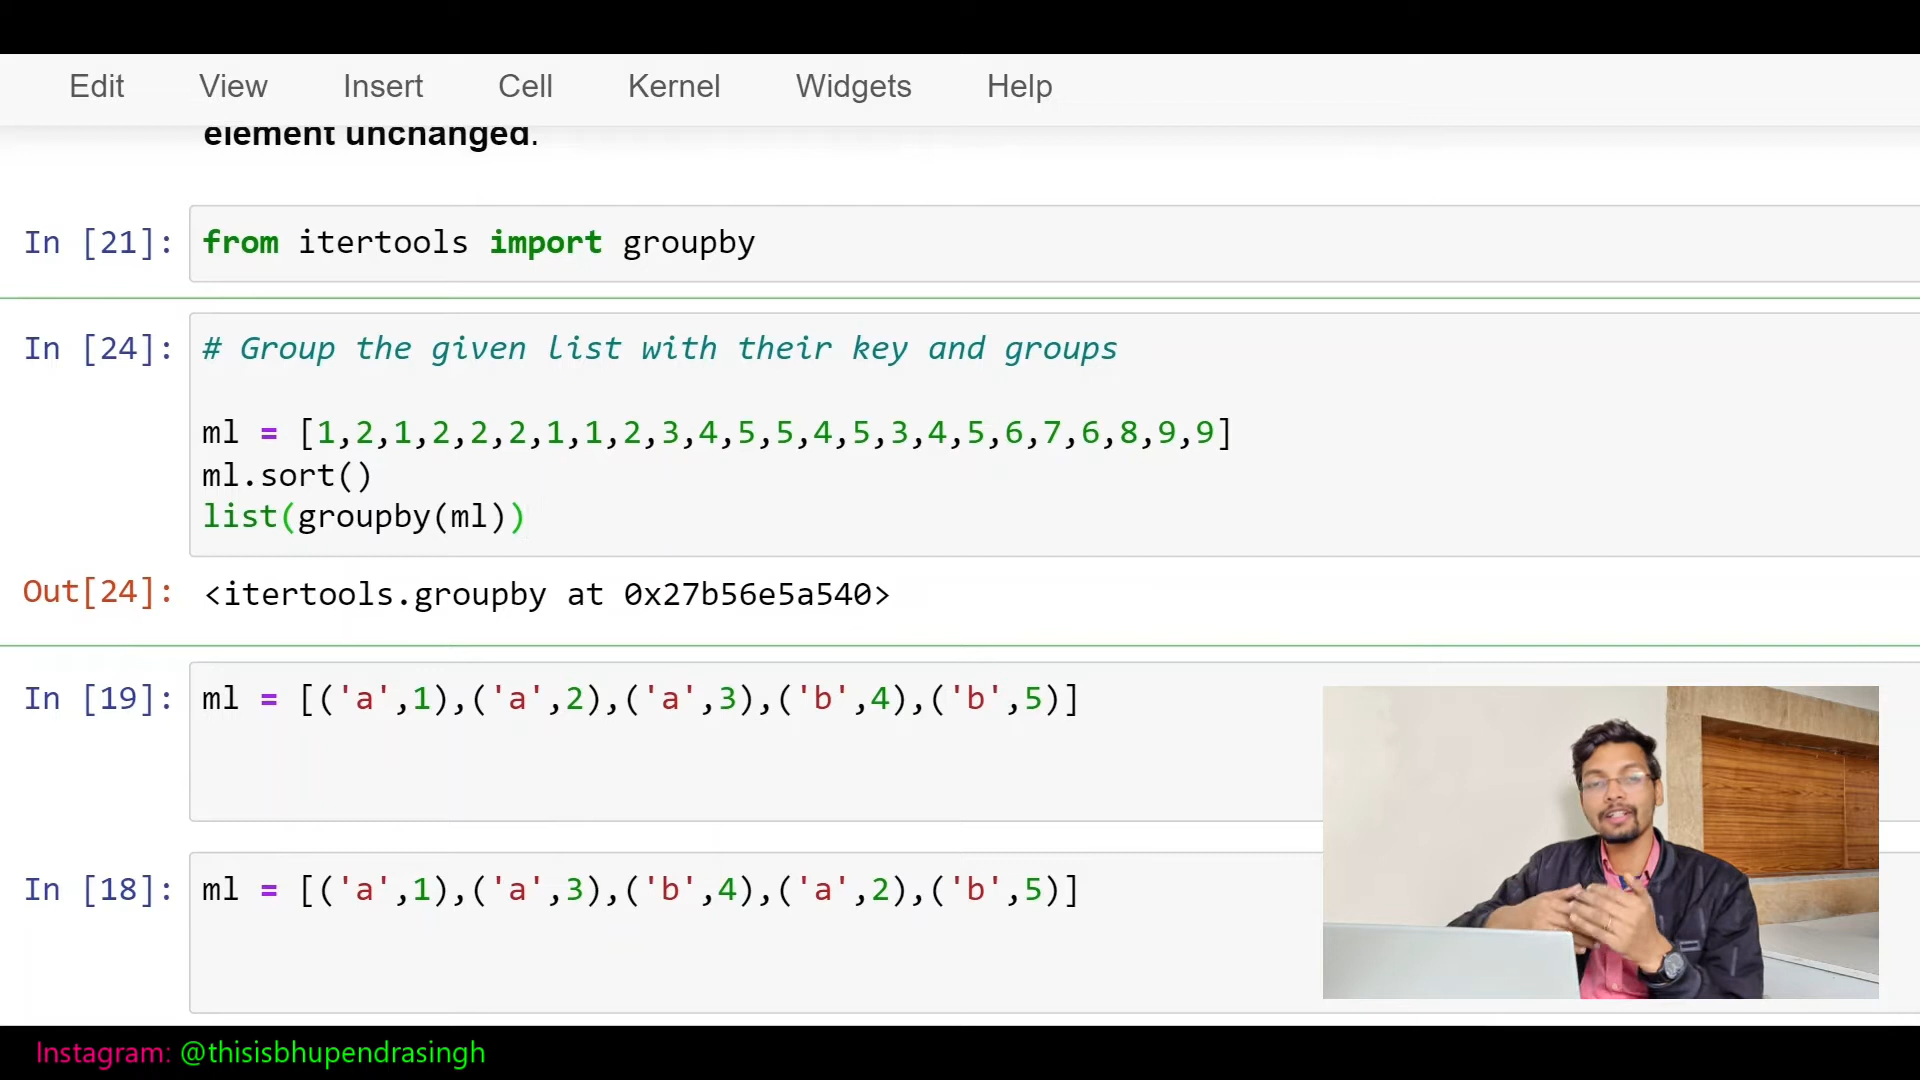 Edit View Insert Cell Kernel Widgets Help
element unchanged.
In [21]: from itertools import groupby
In [24]: # Group the given list with their key and groups
ml = [1,2,1,2,2,2,1,1,2,3,4,5,5,4,5,3,4,5,6,7,6,8,9,9]
ml.sort()
list(groupby(ml))
Out[24]: <itertools.groupby at 0x27b56e5a540>
In [19]: ml = [('a',1),('a',2),('a',3),('b',4),('b',5)]
In [18]: ml = [('a',1),('a',3),('b',4),('a',2),('b',5)]
Instagram: @thisisbhupendrasingh